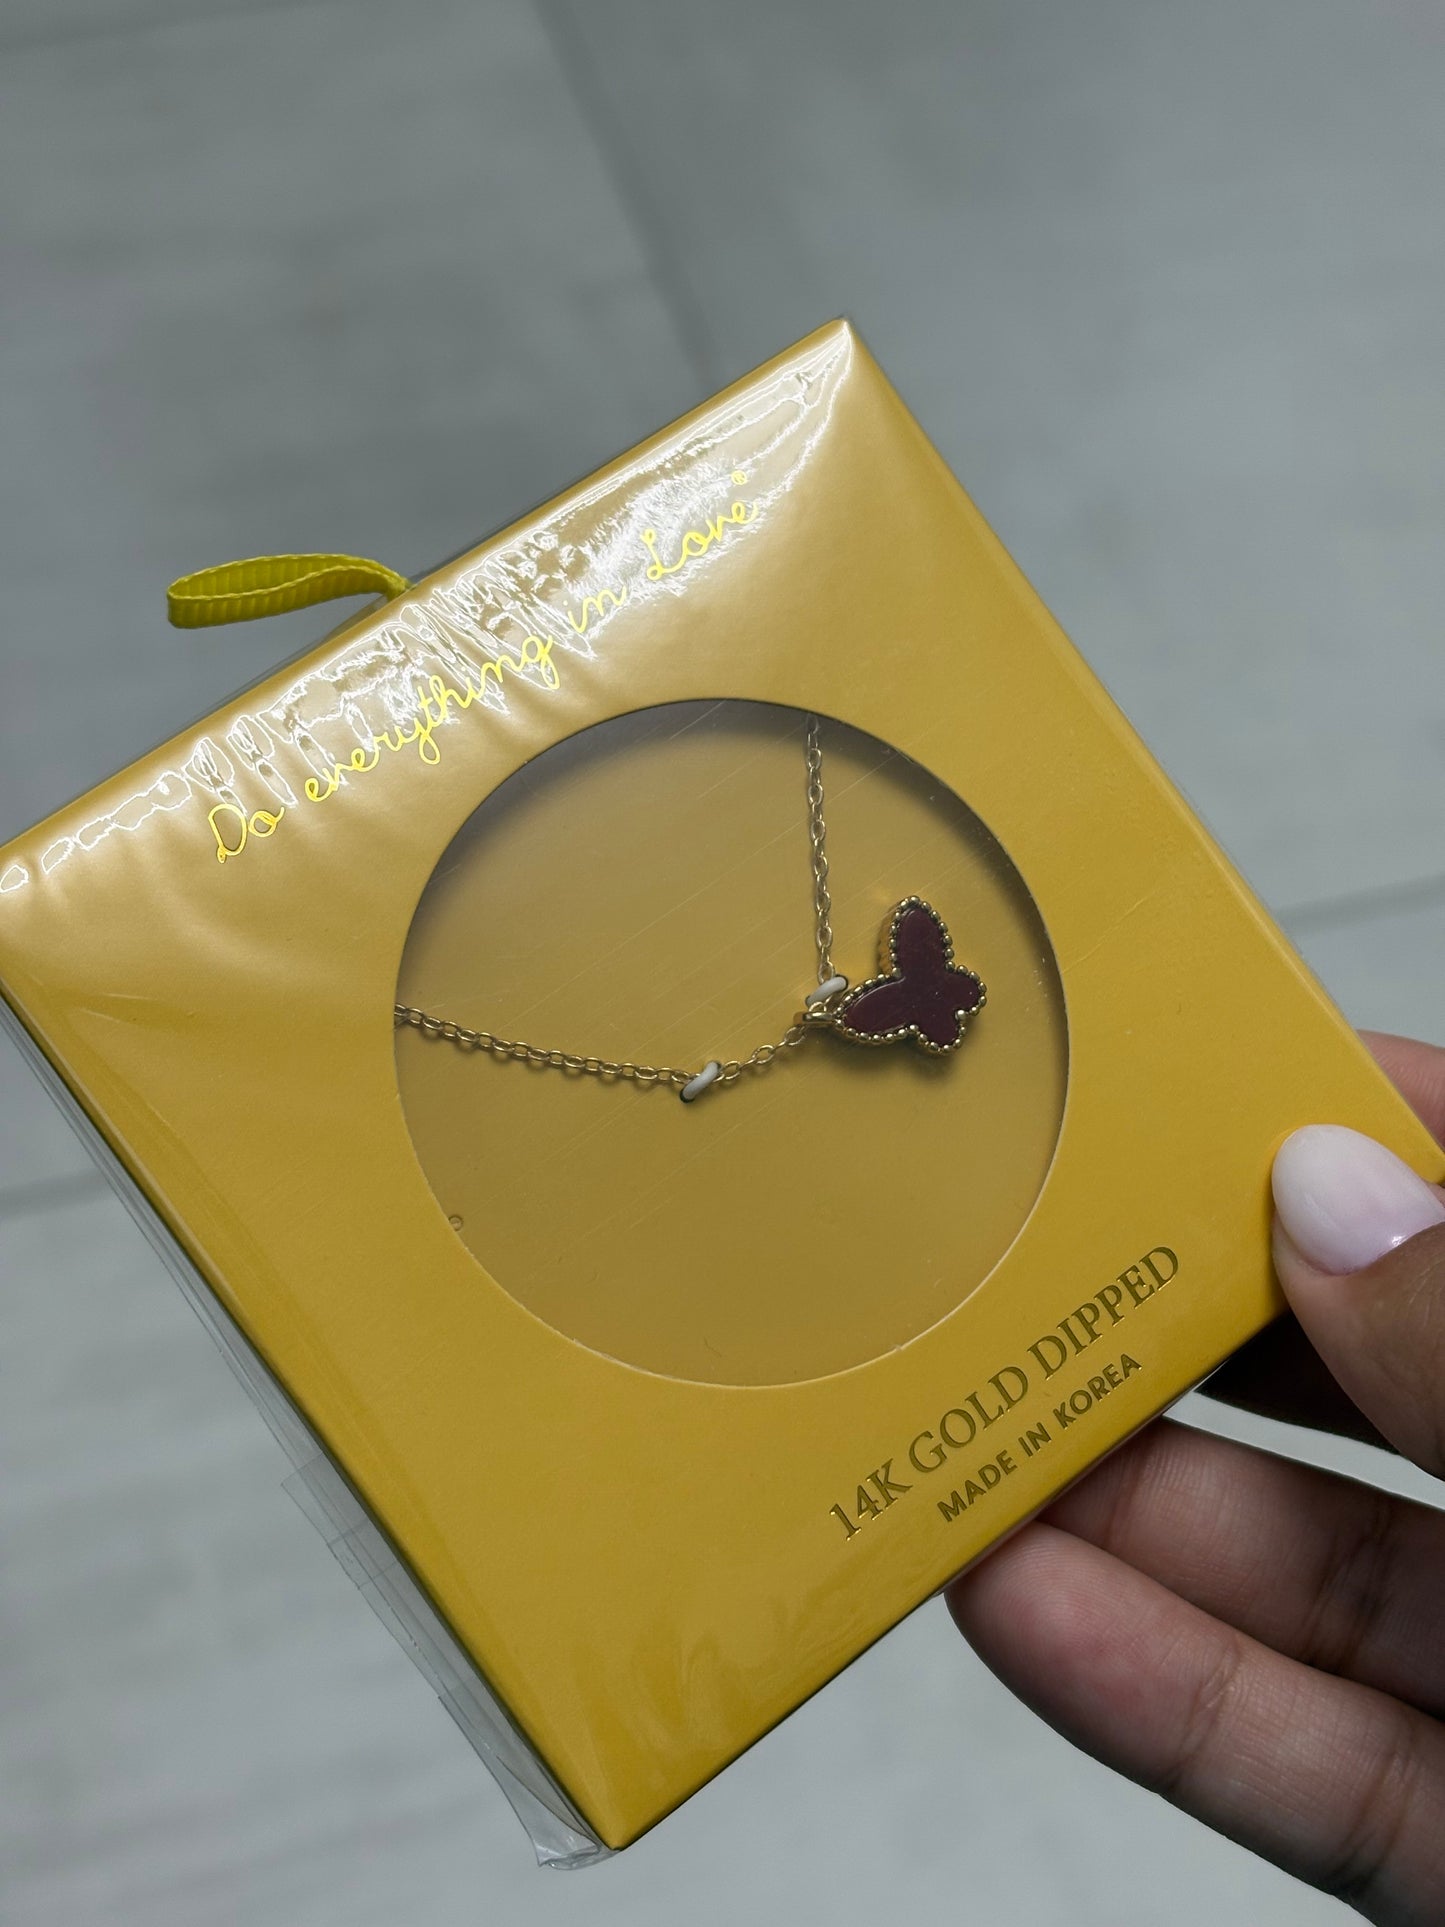 Do everything in Love®
14K GOLD DIPPED
MADE IN KOREA